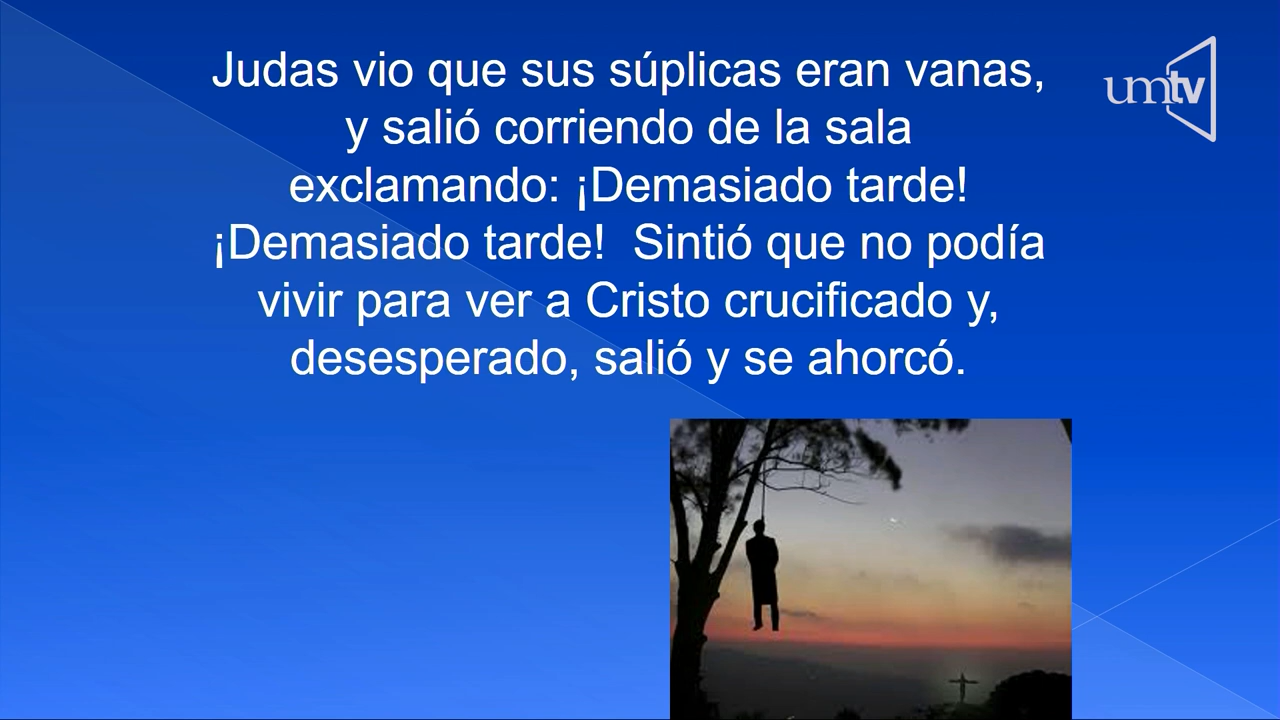 Judas vio que sus súplicas eran vanas,
y salió corriendo de la sala
exclamando: ¡Demasiado tarde!
¡Demasiado tarde!  Sintió que no podía
vivir para ver a Cristo crucificado y,
desesperado, salió y se ahorcó.
umtv